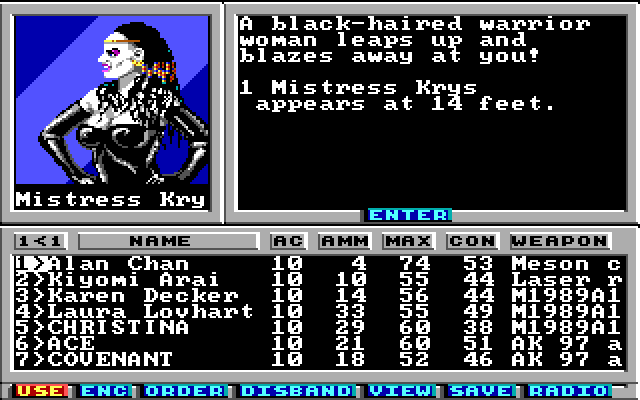 A black-haired warrior
woman leaps up and
blazes away at you!
1 Mistress Krys
appears at 14 feet.
Mistress Kry
ENTER
1<1 NAME AC AMM MAX CON WEAPON
1>Alan Chan 10 4 74 53 Meson c
2>Kiyomi Arai 10 10 55 44 Laser r
3>Karen Decker 10 14 56 44 M1989A1
4>Laura Lovhart 10 33 55 49 M1989A1
5>CHRISTINA 10 29 60 38 M1989A1
6>ACE 10 21 60 51 AK 97 a
7>COVENANT 10 18 52 46 AK 97 a
USE ENC ORDER DISBAND VIEW SAVE RADIO